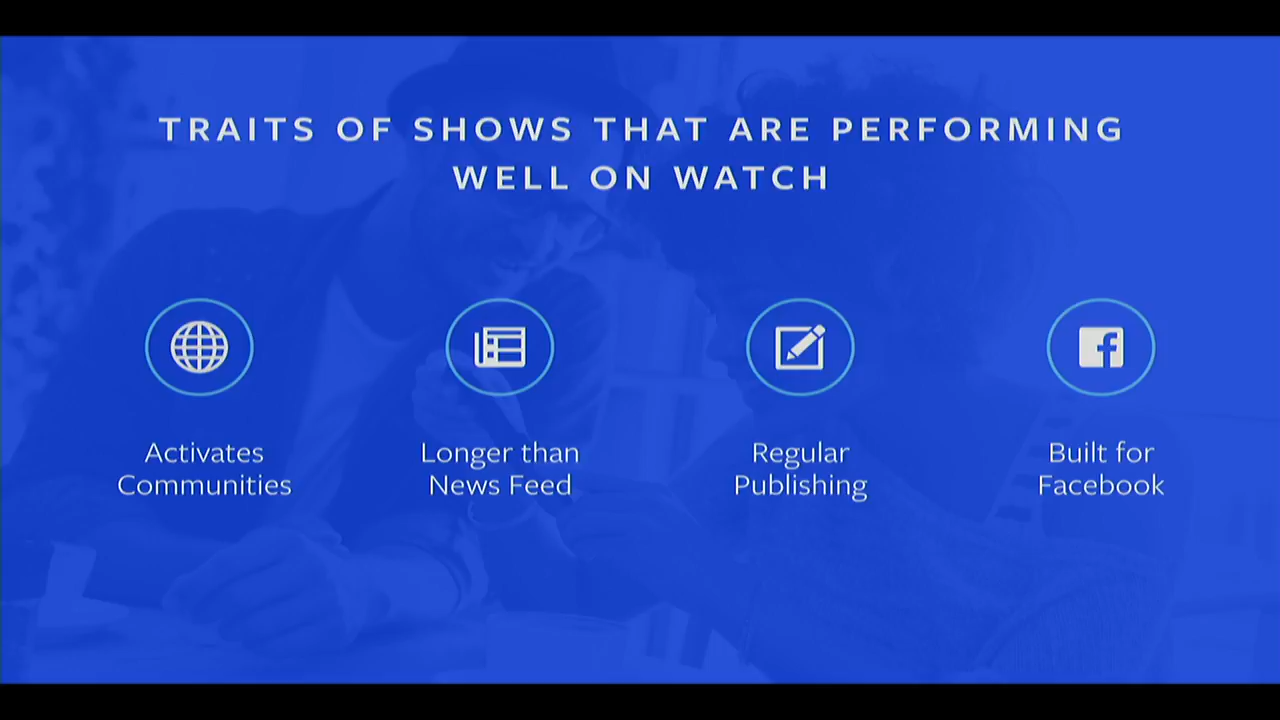 TRAITS OF SHOWS THAT ARE PERFORMING
WELL ON WATCH
Activates
Communities
Longer than
News Feed
Regular
Publishing
Built for
Facebook